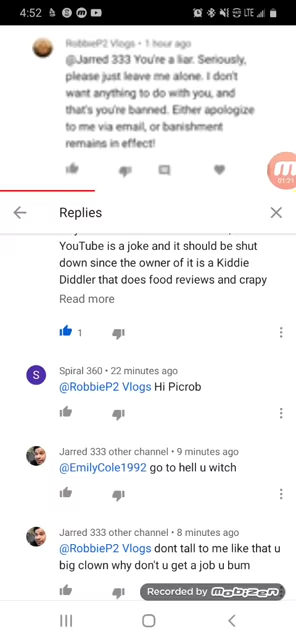 4:52
LTE
RobbieP2 Vlogs • 1 hour ago
@Jarred 333 You're a liar. Seriously,
please just leave me alone. I don't
want anything to do with you, and
that's you're banned. Either apologize
to me via email, or banishment
remains in effect!
01:21
Replies
YouTube is a joke and it should be shut
down since the owner of it is a Kiddie
Diddler that does food reviews and crapy
Read more
1
S
Spiral 360 • 22 minutes ago
@RobbieP2 Vlogs Hi Picrob
Jarred 333 other channel • 9 minutes ago
@EmilyCole1992 go to hell u witch
Jarred 333 other channel • 8 minutes ago
@RobbieP2 Vlogs dont tall to me like that u
big clown why don't u get a job u bum
Recorded by mobizen